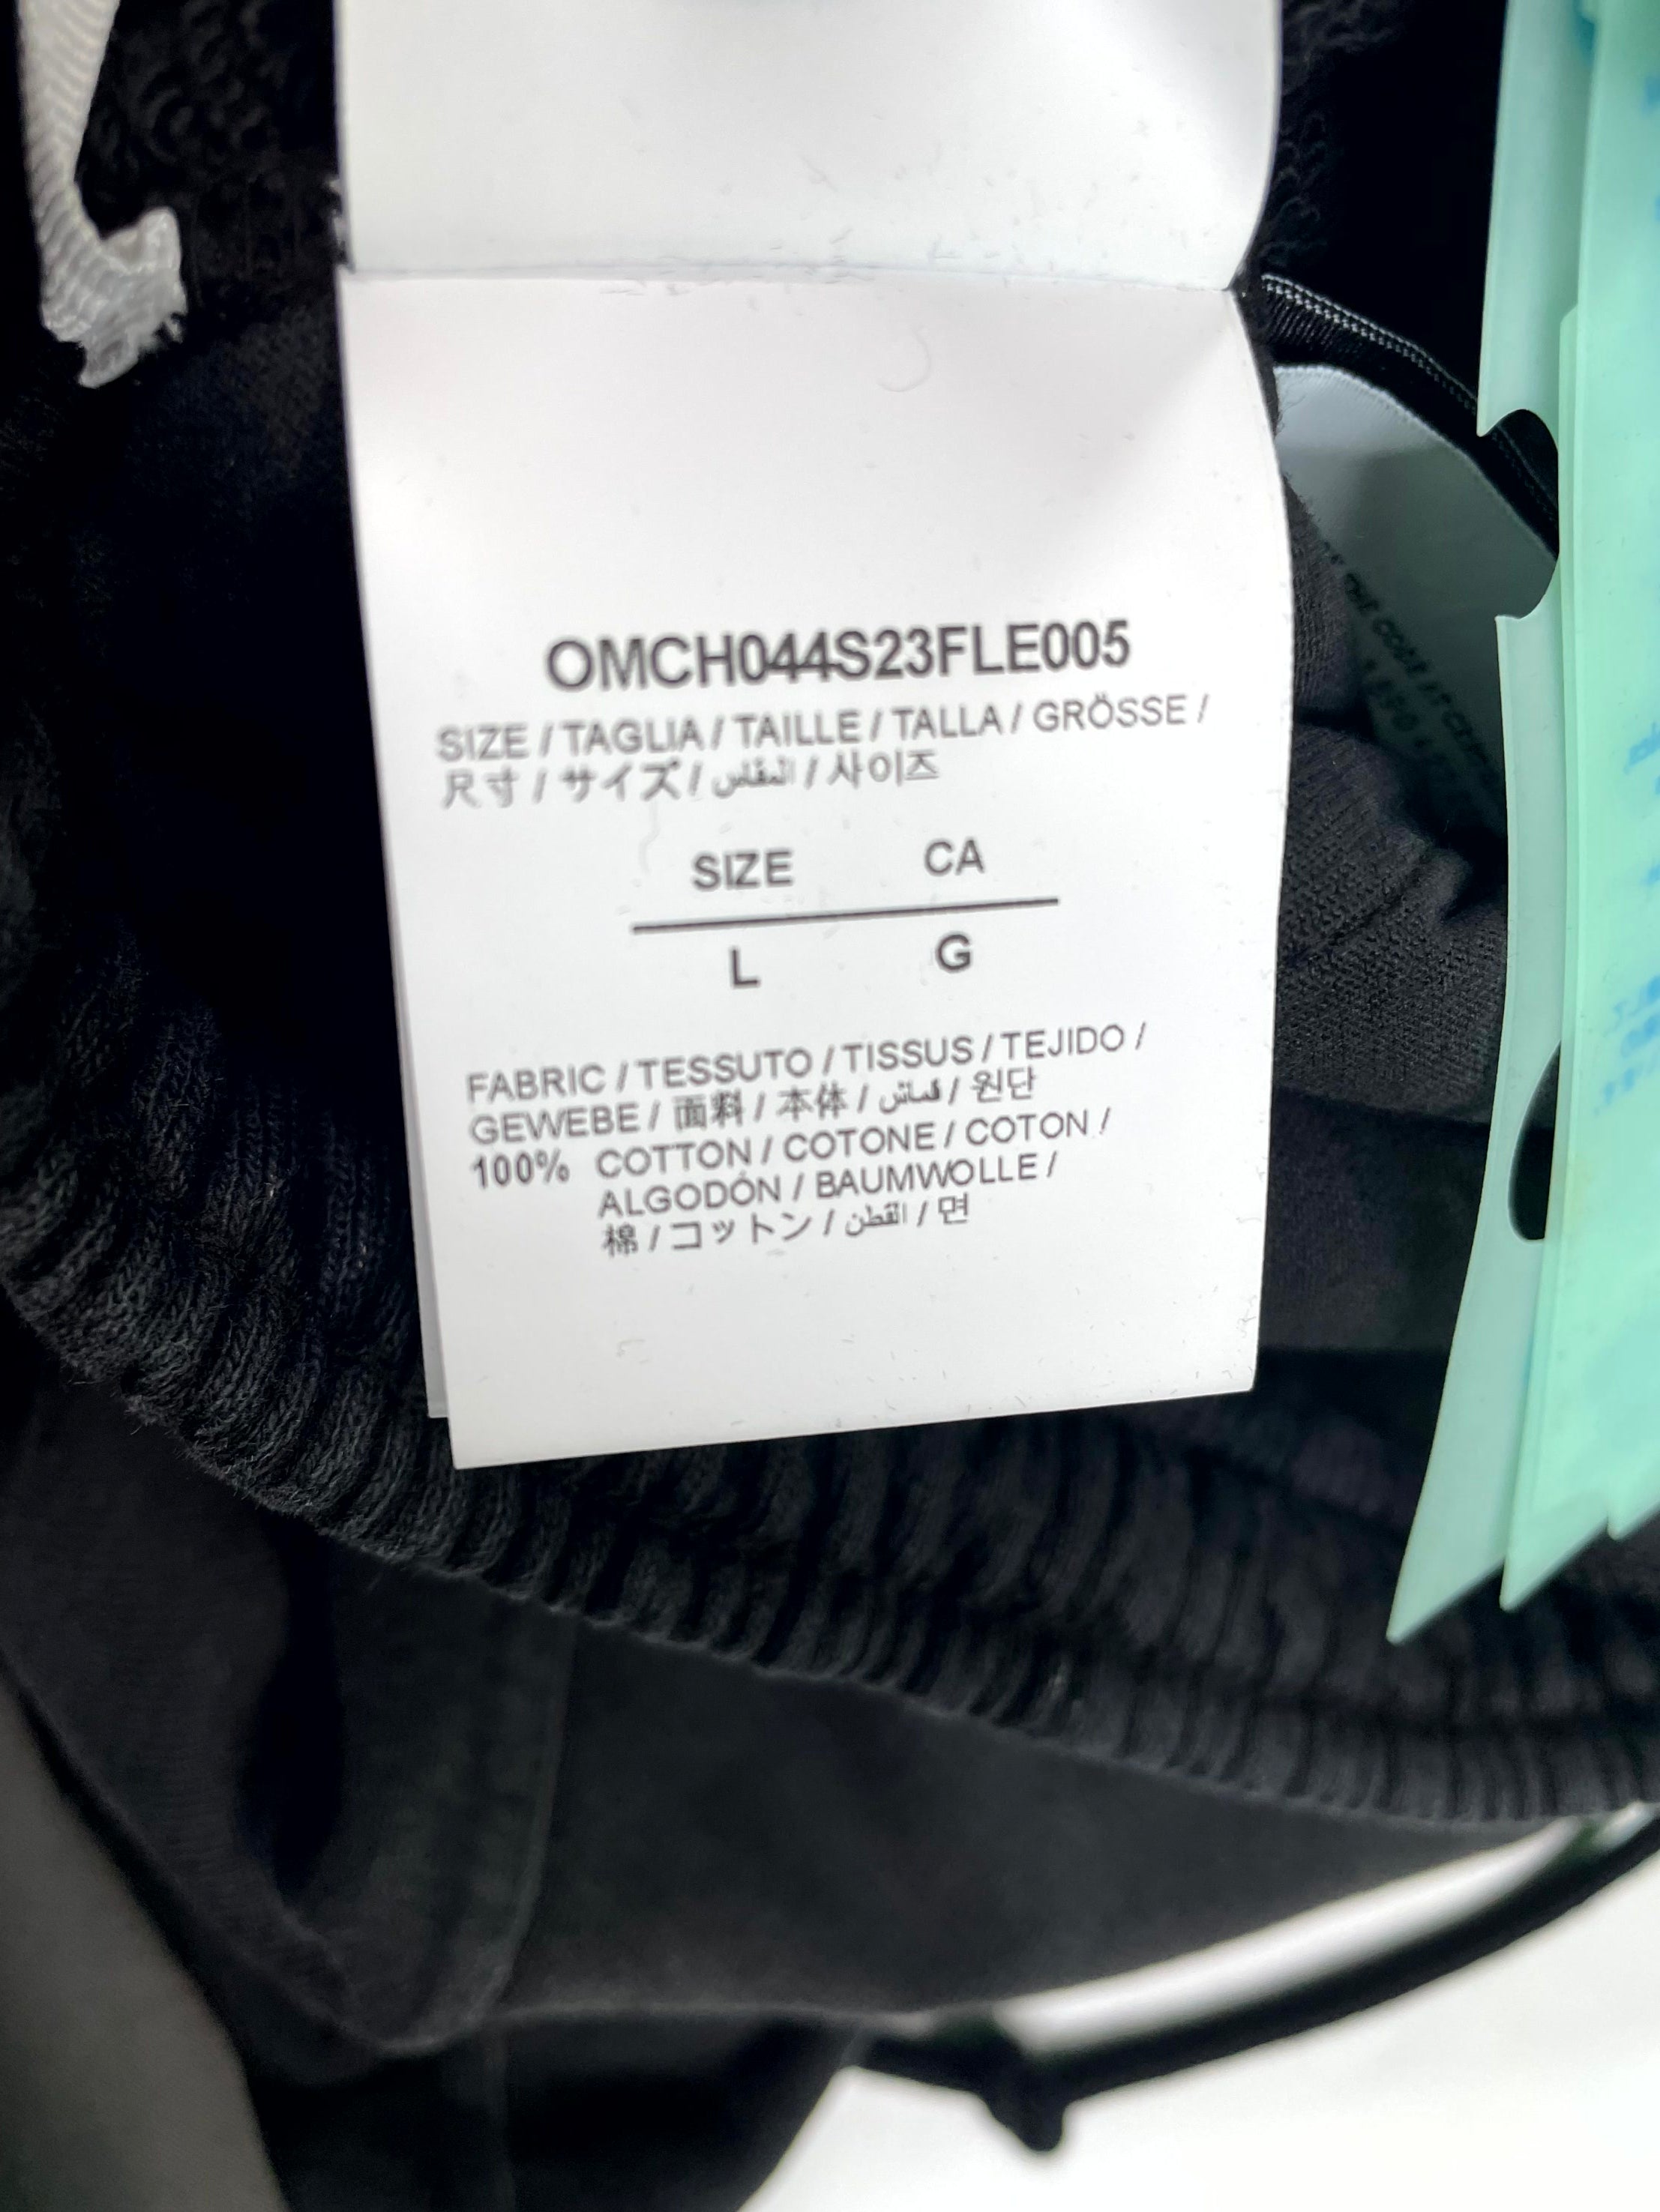 OMCH044S23FLE005
SIZE / TAGLIA / TAILLE / TALLA / GRÖSSE /
尺寸 / サイズ / المقاس / 사이즈
SIZE CA
L G
FABRIC / TESSUTO / TISSUS / TEJIDO /
GEWEBE / 面料 / 本体 / قماش / 원단
100% COTTON / COTONE / COTON /
ALGODÓN / BAUMWOLLE /
棉 / コットン / القطن / 면
THE CODE